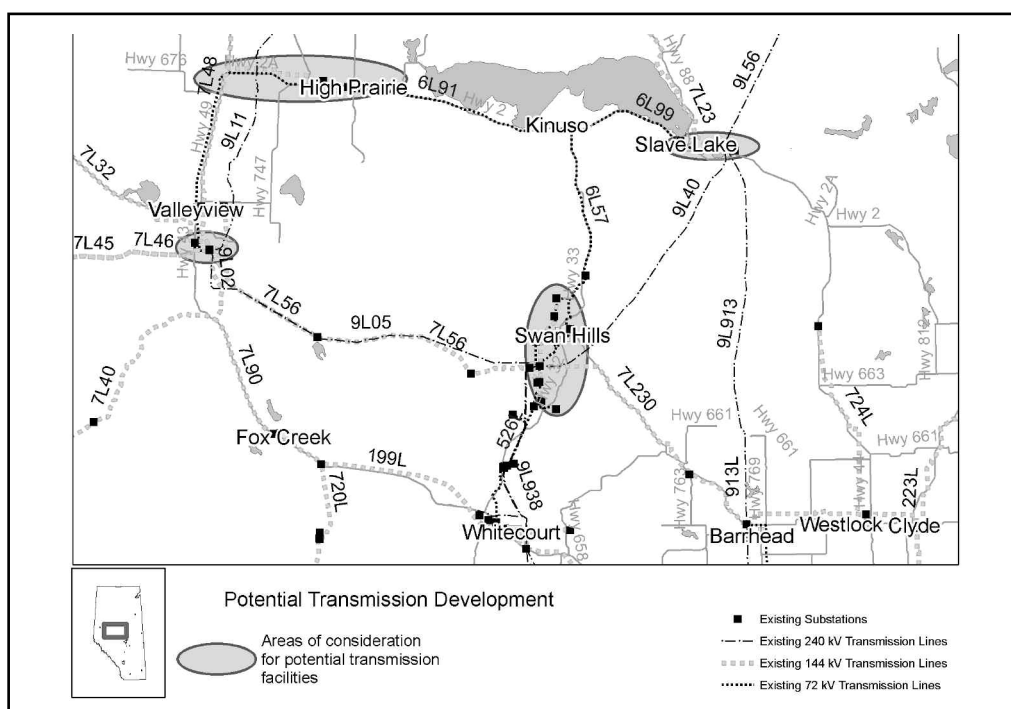 Hwy 676
7L48
Hwy 2A
High Prairie
6L91
Hwy 2
Hwy 49
9L11
Hwy 747
Kinuso
6L99
Hwy 88
7L23
9L56
Slave Lake
7L32
Valleyview
7L45
7L46
9L02
6L57
9L40
Hwy 2A
Hwy 2
Hwy 33
7L56
9L05
7L56
Swan Hills
9L913
Hwy 812
7L40
7L90
7L230
Hwy 663
724L
Fox Creek
526L
Hwy 661
Hwy 661
Hwy 661
199L
9L938
Hwy 763
913L
Hwy 769
Hwy 44
223L
720L
Whitecourt
Hwy 658
Barrhead
Westlock
Clyde
Potential Transmission Development
Areas of consideration
for potential transmission
facilities
Existing Substations
Existing 240 kV Transmission Lines
Existing 144 kV Transmission Lines
Existing 72 kV Transmission Lines